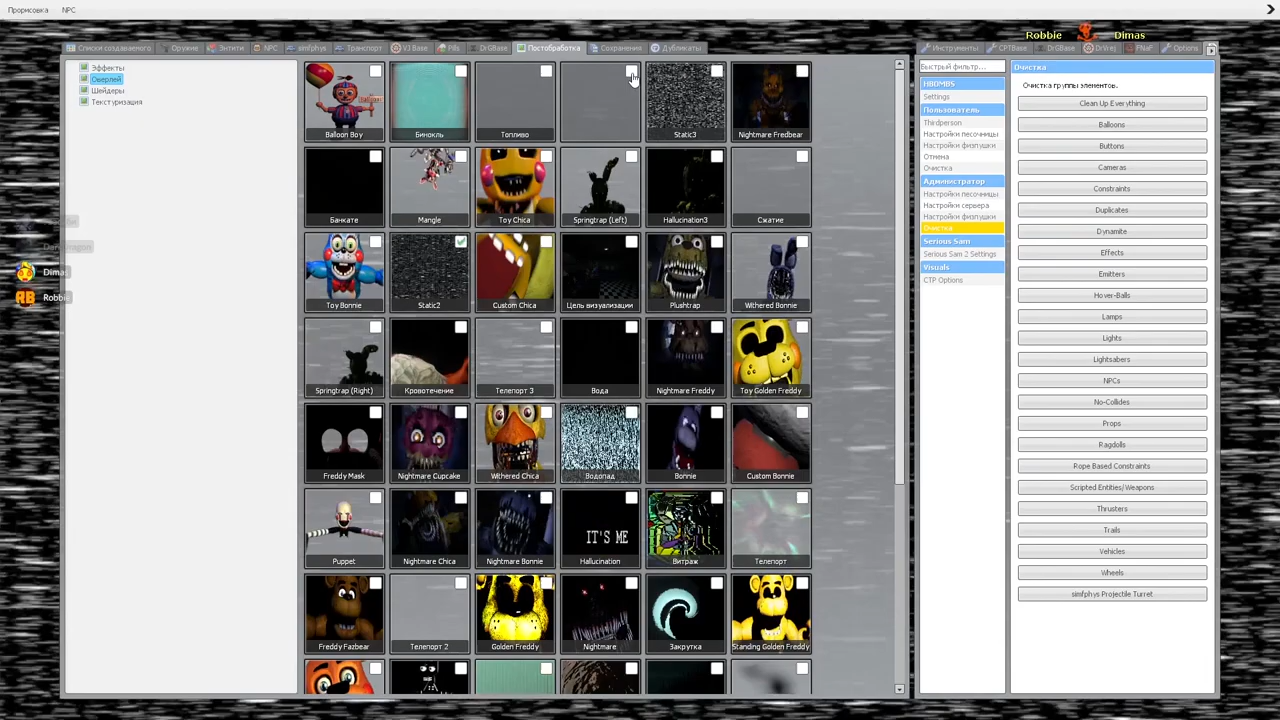 Прормсовка NPC
Robbie Dimas
Списки создаваемого Оружие Энтити NPC simfphys Транспорт VJ Base Pills DrGBase Постобработка Сохранения Дубликаты
Инструменты CPTBase DrGBase DrVrej FNaF Options
Эффекты
Оверлей
Шейдеры
Текстуризация
Balloon Boy Бинокль Топливо Static3 Nightmare Fredbear
Банкате Mangle Toy Chica Springtrap (Left) Hallucination3 Сжатие
Toy Bonnie Static2 Custom Chica Цель визуализации Plushtrap Withered Bonnie
Springtrap (Right) Кровотечение Телепорт 3 Вода Nightmare Freddy Toy Golden Freddy
Freddy Mask Nightmare Cupcake Withered Chica Водопад Bonnie Custom Bonnie
IT'S ME
Puppet Nightmare Chica Nightmare Bonnie Hallucination Витраж Телепорт
Freddy Fazbear Телепорт 2 Golden Freddy Nightmare Закрутка Standing Golden Freddy
Dimas
Robbie
Быстрый фильтр...
HBDMBS
Settings
Пользователь
Thirdperson
Настройки песочницы
Настройки физпушки
Отмена
Очистка
Администратор
Настройки песочницы
Настройки сервера
Настройки физпушки
Очистка
Serious Sam
Serious Sam 2 Settings
Visuals
CTP Options
Очистка
Очистка группы элементов.
Clean Up Everything
Balloons
Buttons
Cameras
Constraints
Duplicates
Dynamite
Effects
Emitters
Hover-Balls
Lamps
Lights
Lightsabers
NPCs
No-Collides
Props
Ragdolls
Rope Based Constraints
Scripted Entities/Weapons
Thrusters
Trails
Vehicles
Wheels
simfphys Projectile Turret